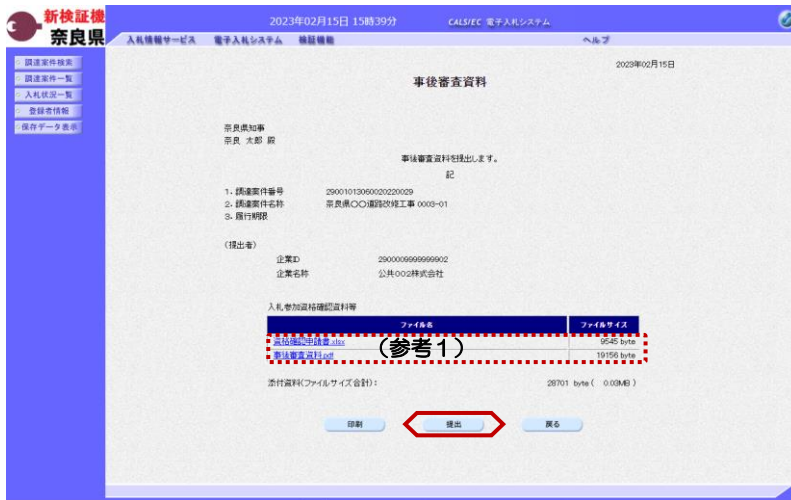 新検証機
奈良県
2023年02月15日 15時39分
CALS/EC 電子入札システム
入札情報サービス 電子入札システム 検証機能 ヘルプ
調達案件検索
調達案件一覧
入札状況一覧
登録者情報
保存データ表示
2023年02月15日
事後審査資料
奈良県知事
奈良 太郎 殿
事後審査資料を提出します。
記
1. 調達案件番号 29001013060020220029
2. 調達案件名称 奈良県〇〇道路改修工事 0003-01
3. 履行期限
(提出者)
企業ID 2900009999999902
企業名称 公共002株式会社
入札参加資格確認資料等
ファイル名 ファイルサイズ
資格確認申請書.xlsx 9545 byte
事後審査資料.pdf 19156 byte
(参考1)
添付資料(ファイルサイズ合計): 28701 byte ( 0.03MB )
印刷 提出 戻る